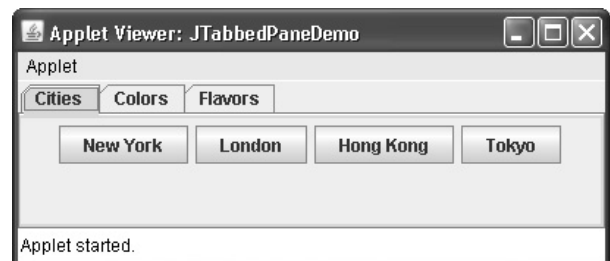 Applet Viewer: JTabbedPaneDemo
Applet
Cities Colors Flavors
New York London Hong Kong Tokyo
Applet started.